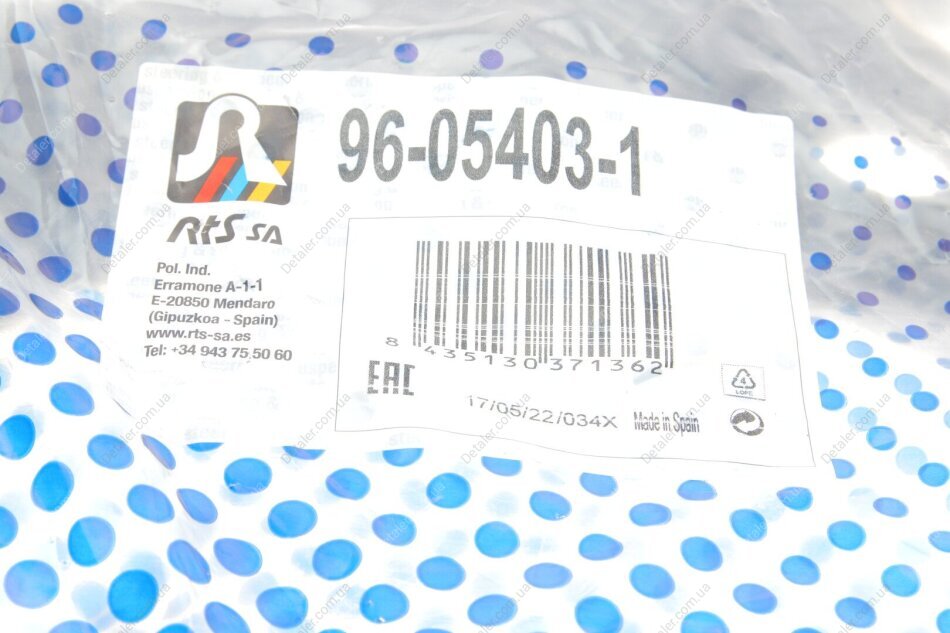 96-05403-1
RtS SA
Pol. Ind.
Erramone A-1-1
E-20850 Mendaro
(Gipuzkoa - Spain)
www.rts-sa.es
Tel: +34 943 75 50 60
8 435130 371362
EAC
17/05/22/034X
Made in Spain
4
LDPE
Detaler.com.ua